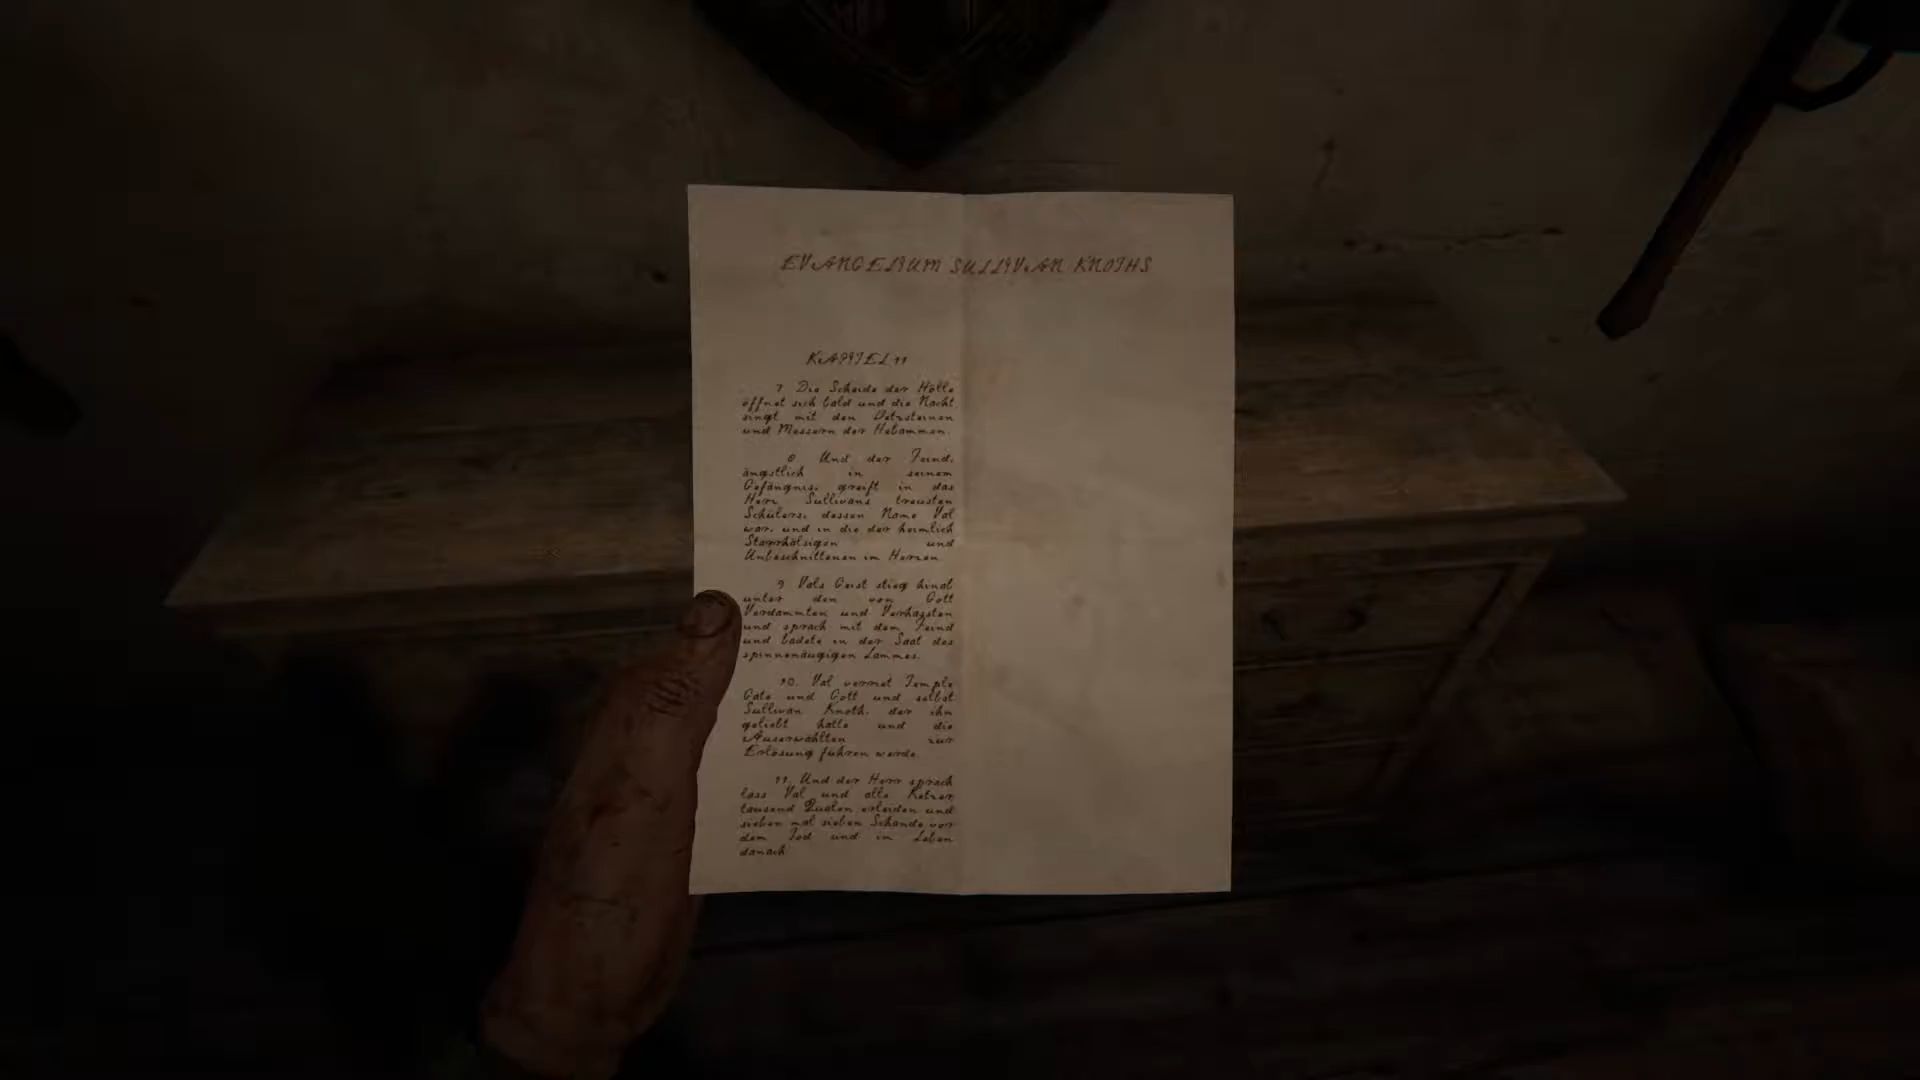 EVANGELIUM SULLIVAN KNOTHS
KAPITEL 11
7. Die Scheide der Hölle
öffnet sich bald und die Nacht
singt mit den Wetzsteinen
und Messern der Hebammen.
8. Und der Feind,
ängstlich in seinem
Gefängnis, greift in das
Herz Sullivans treusten
Schülers, dessen Name Val
war, und in die der heimlich
Starrhälsigen und
Unbeschnittenen im Herzen
9. Vals Geist stieg hinab
unter den von Gott
Verdammten und Verhassten
und sprach mit dem Feind
und badete in der Saat des
spinnenäugigen Lammes.
10. Val verriet Temple
Gate und Gott und selbst
Sullivan Knoth, der ihn
geliebt hatte und die
Auserwählten zur
Erlösung führen werde.
11. Und der Herr sprach
lass Val und alle Ketzer
tausend Qualen erleiden und
sieben mal sieben Schande vor
dem Tod und im Leben
danach